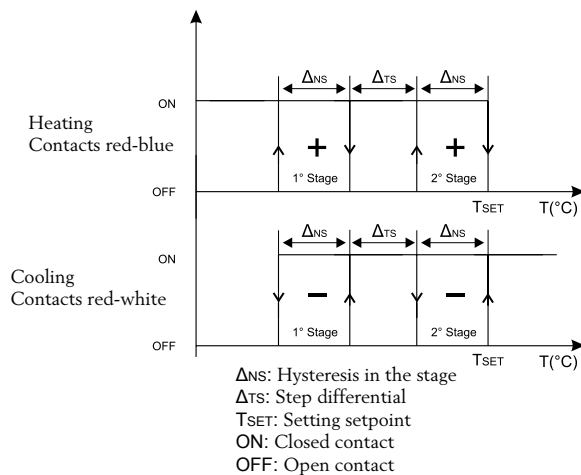 ΔNS ΔTS ΔNS
ON
Heating
Contacts red-blue
+ +
1° Stage 2° Stage
OFF
TSET T(°C)
ΔNS ΔTS ΔNS
ON
Cooling
Contacts red-white
− −
1° Stage 2° Stage
OFF
TSET T(°C)
ΔNS: Hysteresis in the stage
ΔTS: Step differential
TSET: Setting setpoint
ON: Closed contact
OFF: Open contact